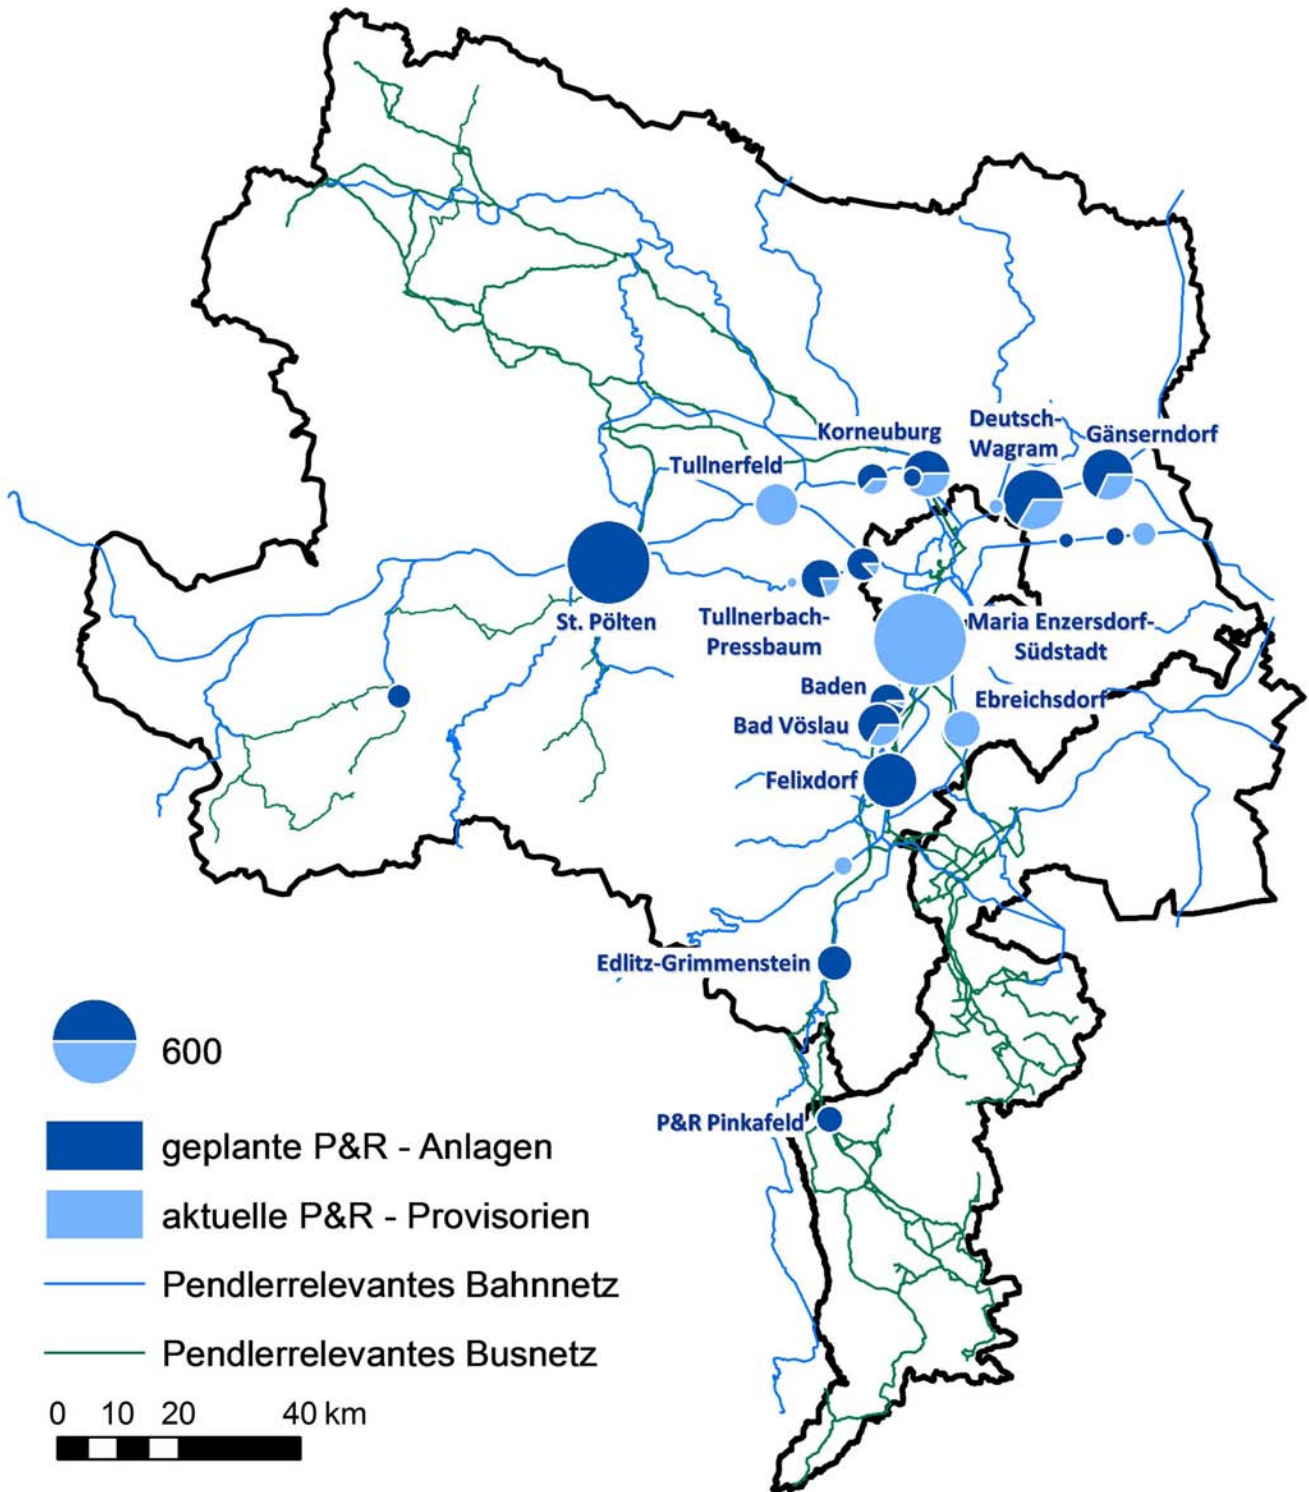 Korneuburg
Deutsch-
Wagram
Gänserndorf
Tullnerfeld
St. Pölten
Tullnerbach-
Pressbaum
Maria Enzersdorf-
Südstadt
Baden
Ebreichsdorf
Bad Vöslau
Felixdorf
Edlitz-Grimmenstein
P&R Pinkafeld
600
geplante P&R - Anlagen
aktuelle P&R - Provisorien
Pendlerrelevantes Bahnnetz
Pendlerrelevantes Busnetz
0 10 20 40 km